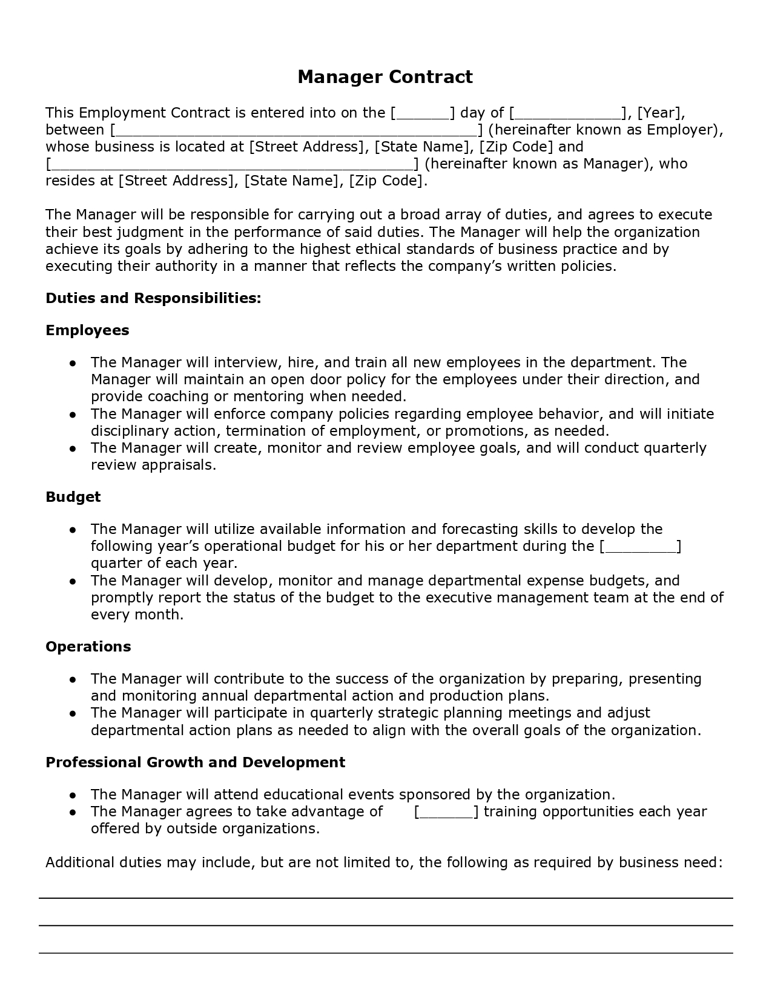 Manager Contract
This Employment Contract is entered into on the [______] day of [____________], [Year],
between [_________________________________________] (hereinafter known as Employer),
whose business is located at [Street Address], [State Name], [Zip Code] and
[_________________________________________] (hereinafter known as Manager), who
resides at [Street Address], [State Name], [Zip Code].
The Manager will be responsible for carrying out a broad array of duties, and agrees to execute
their best judgment in the performance of said duties. The Manager will help the organization
achieve its goals by adhering to the highest ethical standards of business practice and by
executing their authority in a manner that reflects the company’s written policies.
Duties and Responsibilities:
Employees
● The Manager will interview, hire, and train all new employees in the department. The
Manager will maintain an open door policy for the employees under their direction, and
provide coaching or mentoring when needed.
● The Manager will enforce company policies regarding employee behavior, and will initiate
disciplinary action, termination of employment, or promotions, as needed.
● The Manager will create, monitor and review employee goals, and will conduct quarterly
review appraisals.
Budget
● The Manager will utilize available information and forecasting skills to develop the
following year’s operational budget for his or her department during the [________]
quarter of each year.
● The Manager will develop, monitor and manage departmental expense budgets, and
promptly report the status of the budget to the executive management team at the end of
every month.
Operations
● The Manager will contribute to the success of the organization by preparing, presenting
and monitoring annual departmental action and production plans.
● The Manager will participate in quarterly strategic planning meetings and adjust
departmental action plans as needed to align with the overall goals of the organization.
Professional Growth and Development
● The Manager will attend educational events sponsored by the organization.
● The Manager agrees to take advantage of [______] training opportunities each year
offered by outside organizations.
Additional duties may include, but are not limited to, the following as required by business need: